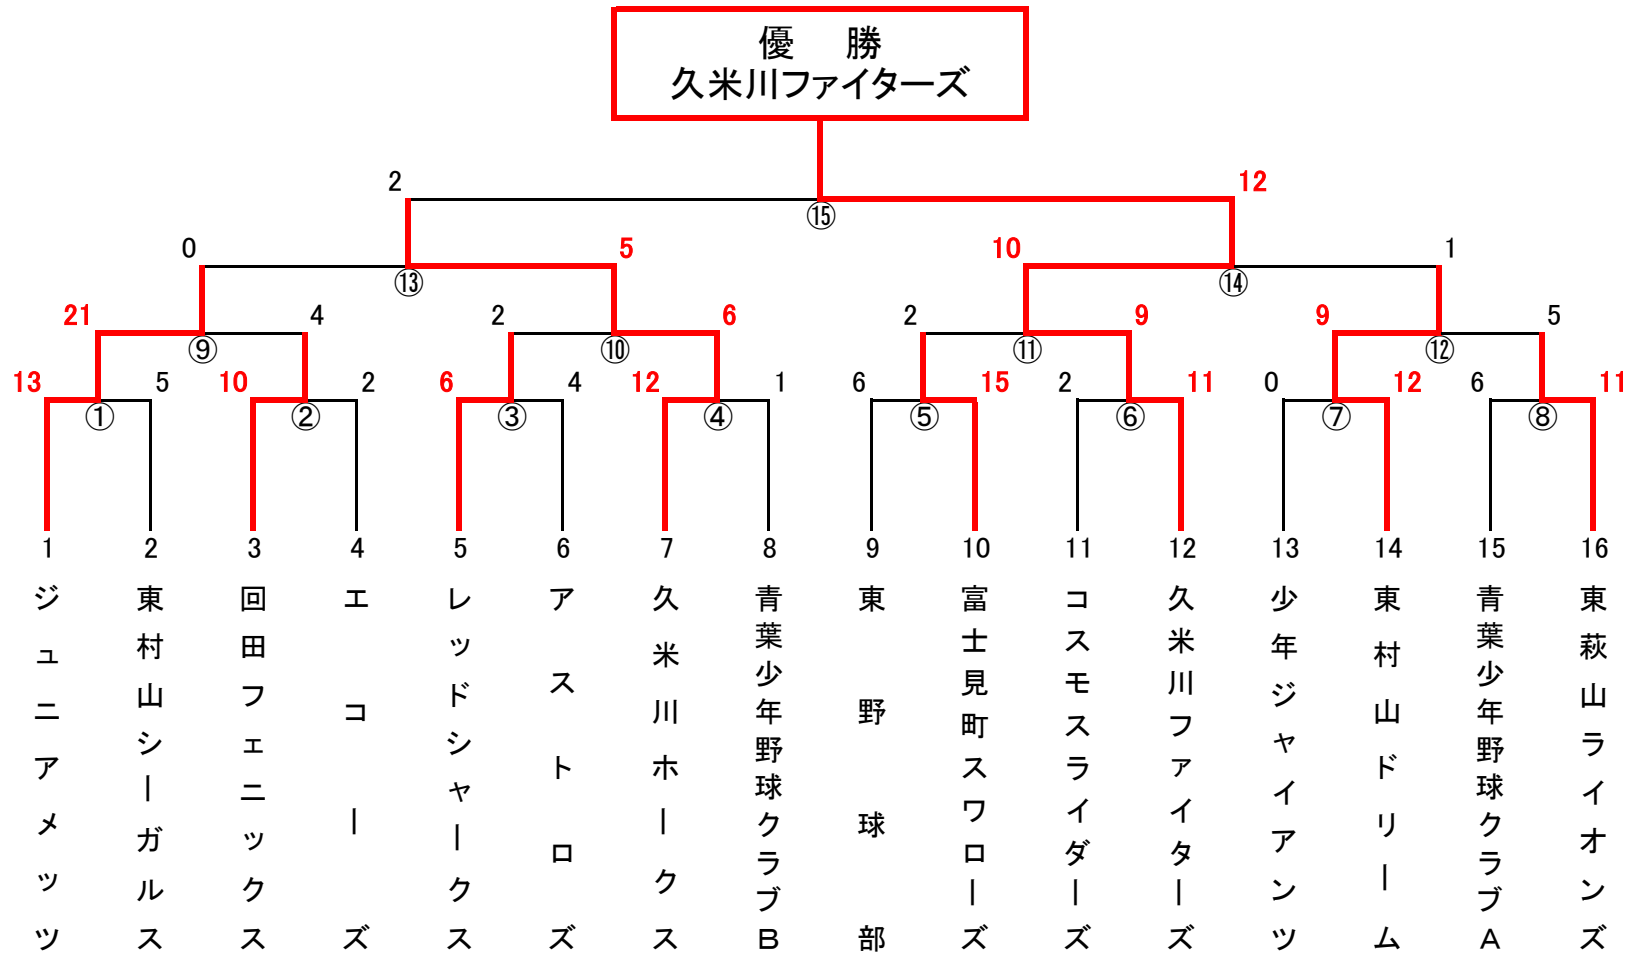 優　勝
久米川ファイターズ
2 12
⑮
0 5 10 1
⑬ ⑭
21 4 2 6 2 9 9 5
⑨ ⑩ ⑪ ⑫
13 5 10 2 6 4 12 1 6 15 2 11 0 12 6 11
① ② ③ ④ ⑤ ⑥ ⑦ ⑧
1 2 3 4 5 6 7 8 9 10 11 12 13 14 15 16
ジュニアメッツ
東村山シーガルス
回田フェニックス
エコーズ
レッドシャークス
アストロズ
久米川ホークス
青葉少年野球クラブB
東野球部
富士見町スワローズ
コスモスライダーズ
久米川ファイターズ
少年ジャイアンツ
東村山ドリーム
青葉少年野球クラブA
東萩山ライオンズ